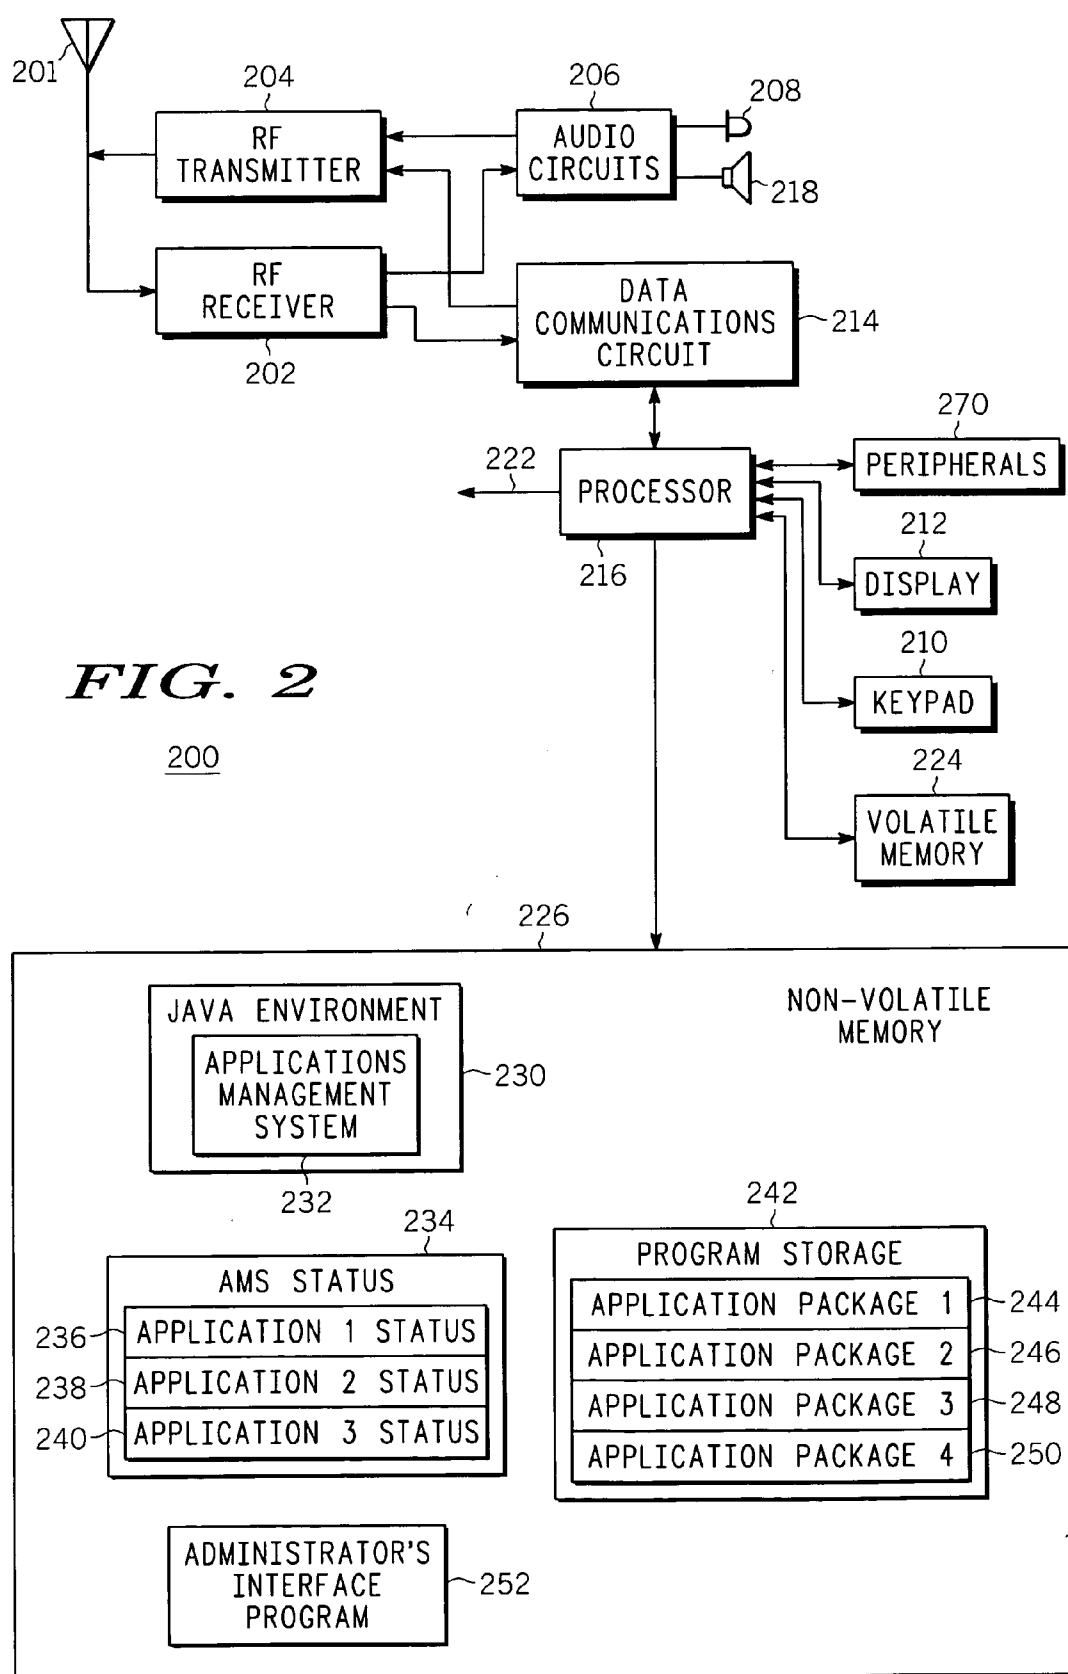 201
204
RF
TRANSMITTER
206
AUDIO
CIRCUITS
208
218
RF
RECEIVER
202
DATA
COMMUNICATIONS
CIRCUIT
214
222
PROCESSOR
216
270
PERIPHERALS
212
DISPLAY
210
KEYPAD
224
VOLATILE
MEMORY
FIG. 2
200
226
NON-VOLATILE
MEMORY
JAVA ENVIRONMENT
APPLICATIONS
MANAGEMENT
SYSTEM
230
232
234
AMS STATUS
236
APPLICATION 1 STATUS
238
APPLICATION 2 STATUS
240
APPLICATION 3 STATUS
242
PROGRAM STORAGE
APPLICATION PACKAGE 1
244
APPLICATION PACKAGE 2
246
APPLICATION PACKAGE 3
248
APPLICATION PACKAGE 4
250
ADMINISTRATOR'S
INTERFACE
PROGRAM
252